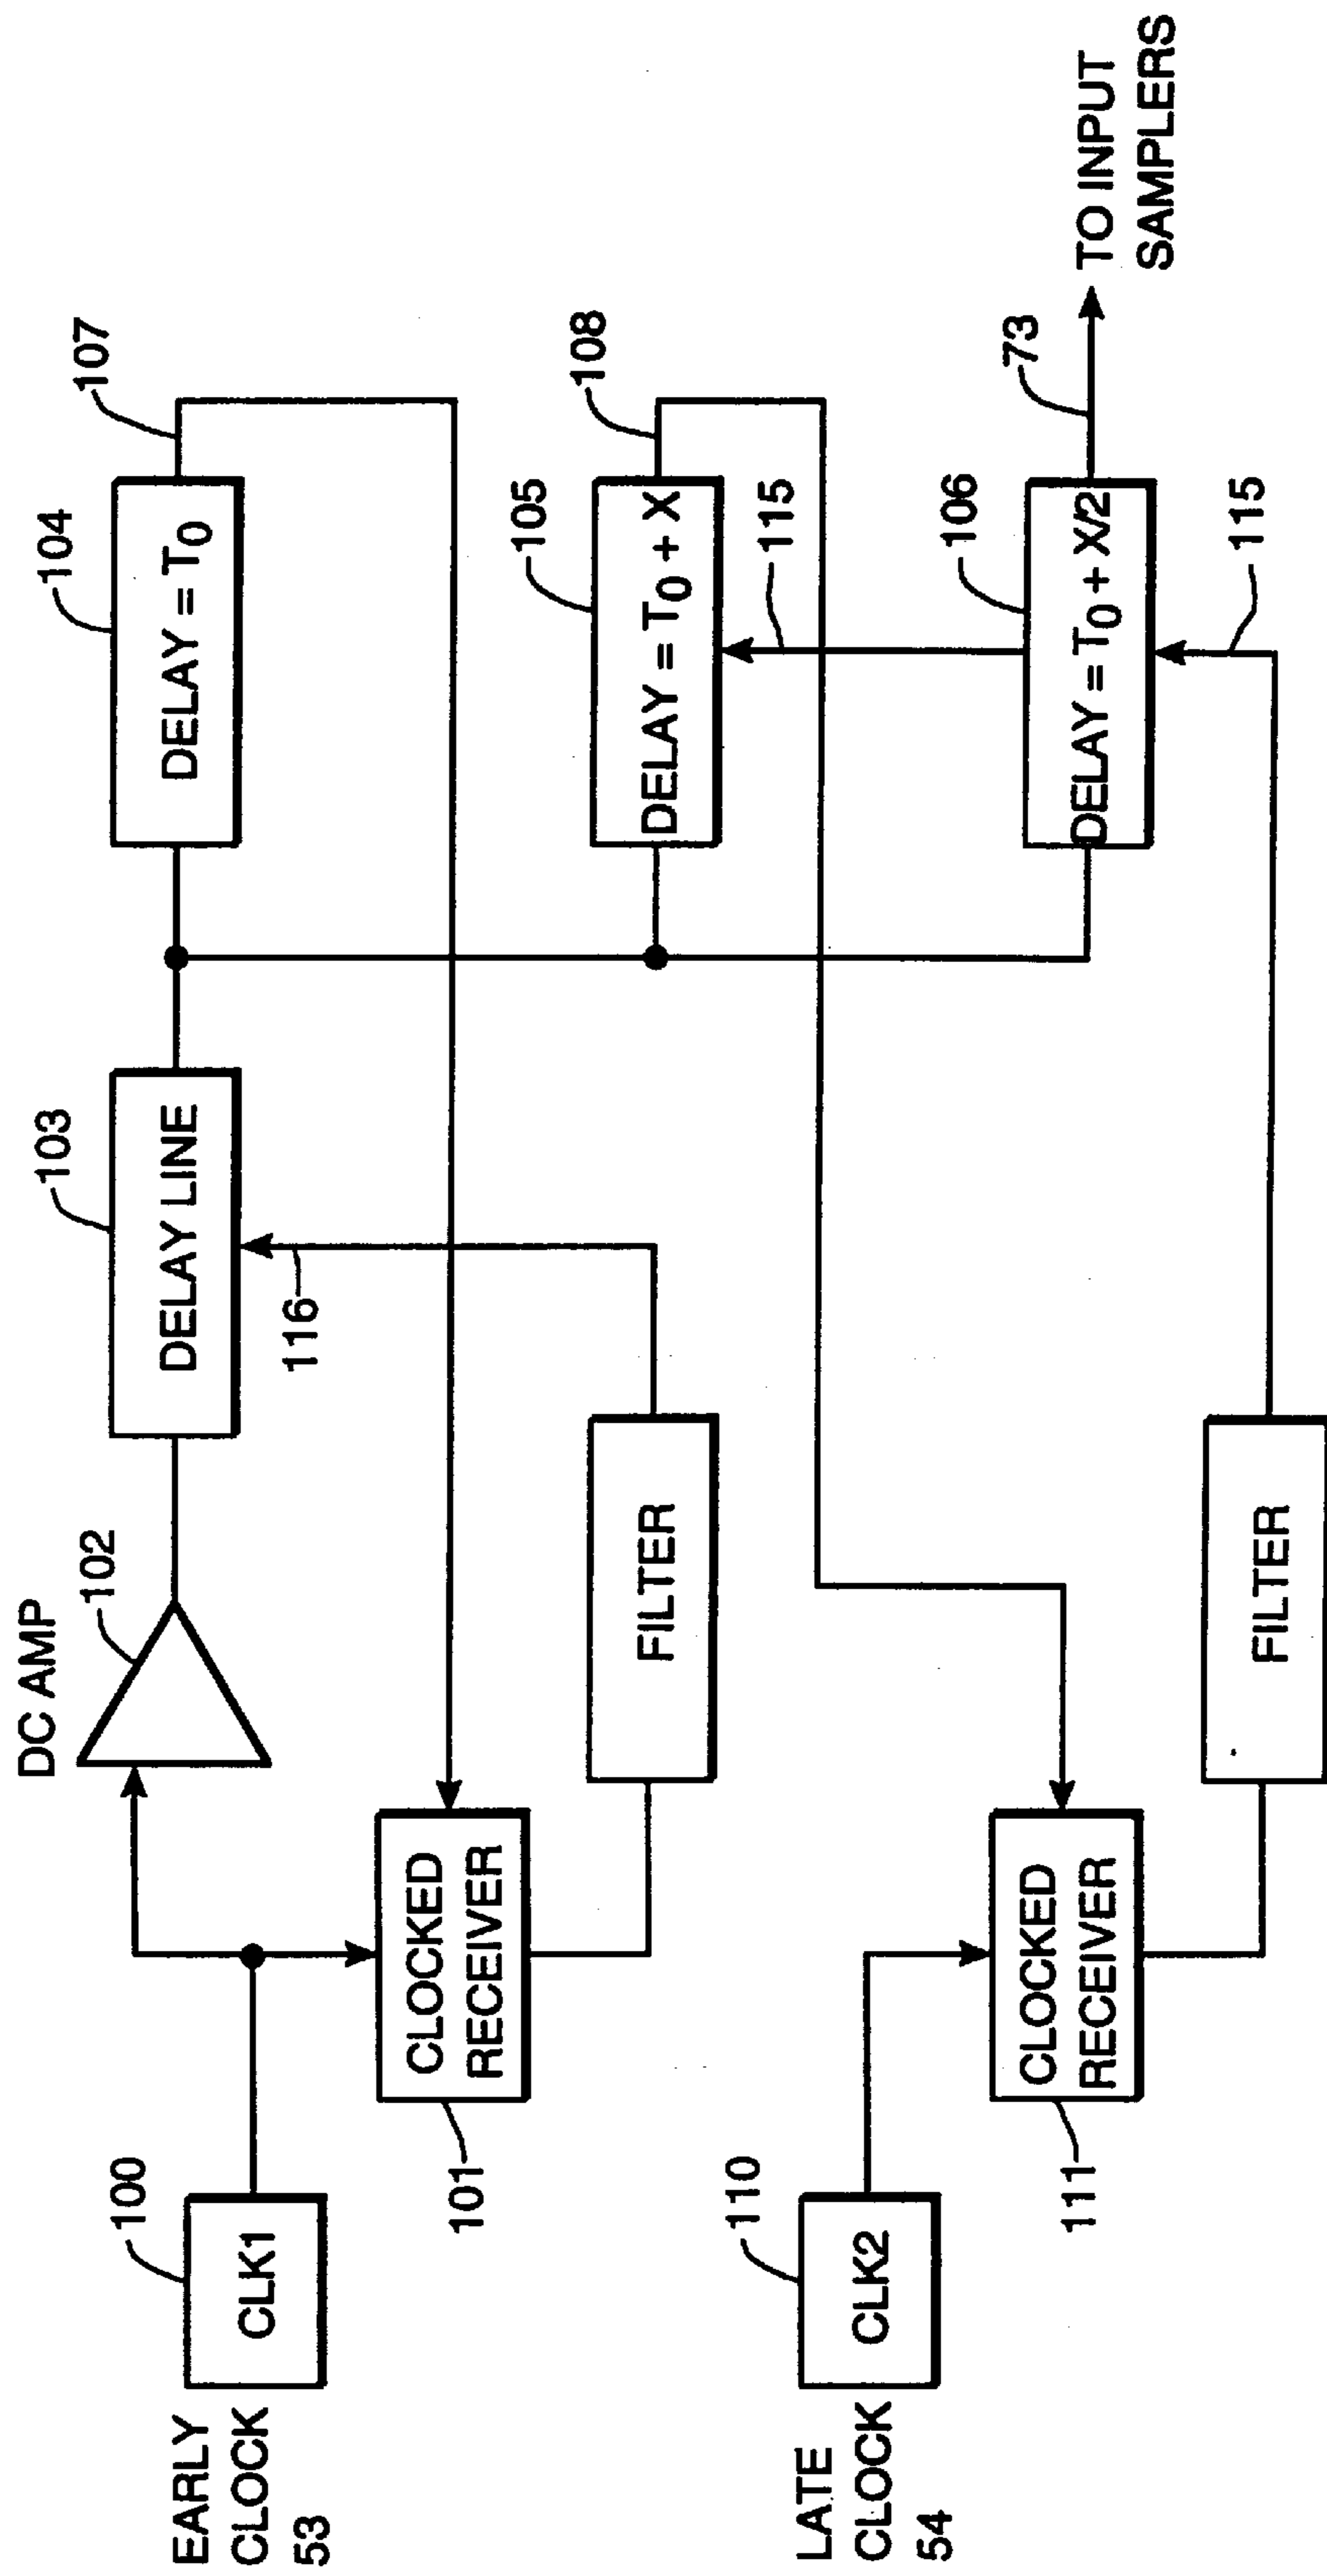 DC AMP
102
103
104
107
DELAY LINE
DELAY = T0
EARLY
CLOCK
53
100
CLK1
101
CLOCKED
RECEIVER
116
FILTER
105
DELAY = T0 + X
108
115
LATE
CLOCK
54
110
CLK2
111
CLOCKED
RECEIVER
106
DELAY = T0 + X/2
73
TO INPUT
SAMPLERS
115
FILTER